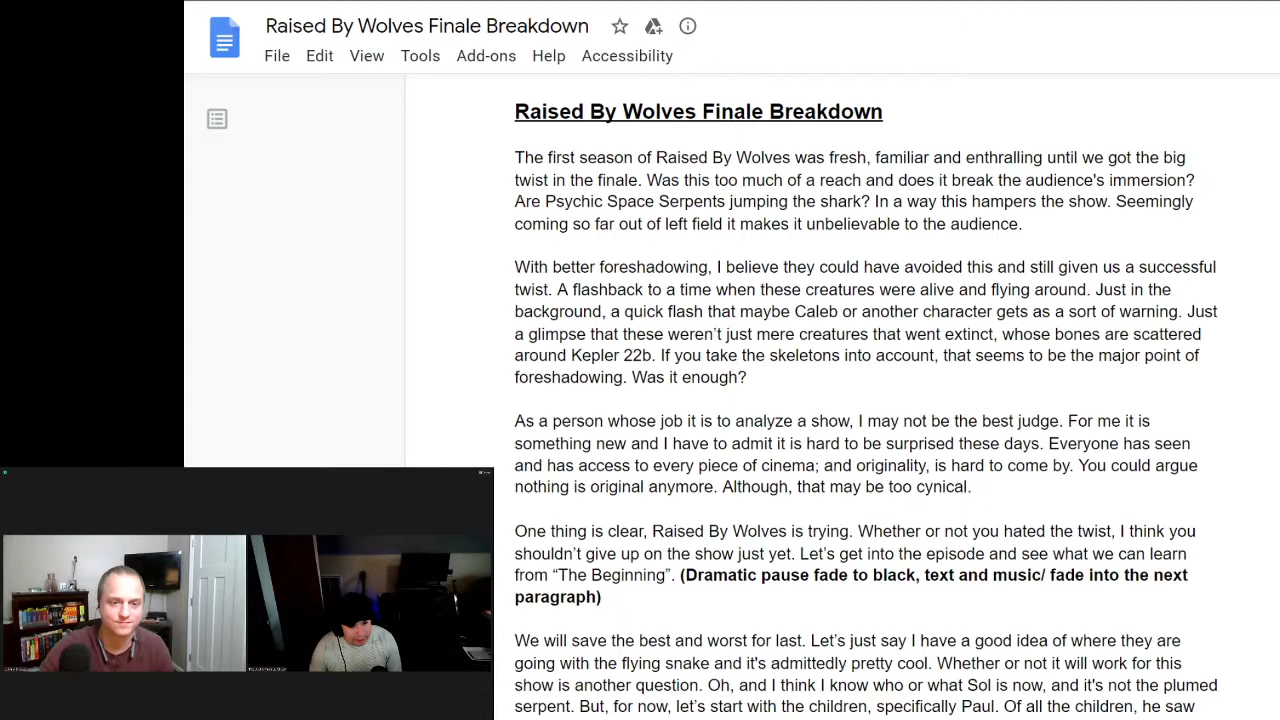 Raised By Wolves Finale Breakdown
File Edit View Tools Add-ons Help Accessibility
Raised By Wolves Finale Breakdown
The first season of Raised By Wolves was fresh, familiar and enthralling until we got the big
twist in the finale. Was this too much of a reach and does it break the audience's immersion?
Are Psychic Space Serpents jumping the shark? In a way this hampers the show. Seemingly
coming so far out of left field it makes it unbelievable to the audience.
With better foreshadowing, I believe they could have avoided this and still given us a successful
twist. A flashback to a time when these creatures were alive and flying around. Just in the
background, a quick flash that maybe Caleb or another character gets as a sort of warning. Just
a glimpse that these weren’t just mere creatures that went extinct, whose bones are scattered
around Kepler 22b. If you take the skeletons into account, that seems to be the major point of
foreshadowing. Was it enough?
As a person whose job it is to analyze a show, I may not be the best judge. For me it is
something new and I have to admit it is hard to be surprised these days. Everyone has seen
and has access to every piece of cinema; and originality, is hard to come by. You could argue
nothing is original anymore. Although, that may be too cynical.
One thing is clear, Raised By Wolves is trying. Whether or not you hated the twist, I think you
shouldn’t give up on the show just yet. Let’s get into the episode and see what we can learn
from “The Beginning”. (Dramatic pause fade to black, text and music/ fade into the next
paragraph)
We will save the best and worst for last. Let’s just say I have a good idea of where they are
going with the flying snake and it's admittedly pretty cool. Whether or not it will work for this
show is another question. Oh, and I think I know who or what Sol is now, and it's not the plumed
serpent. But, for now, let’s start with the children, specifically Paul. Of all the children, he saw